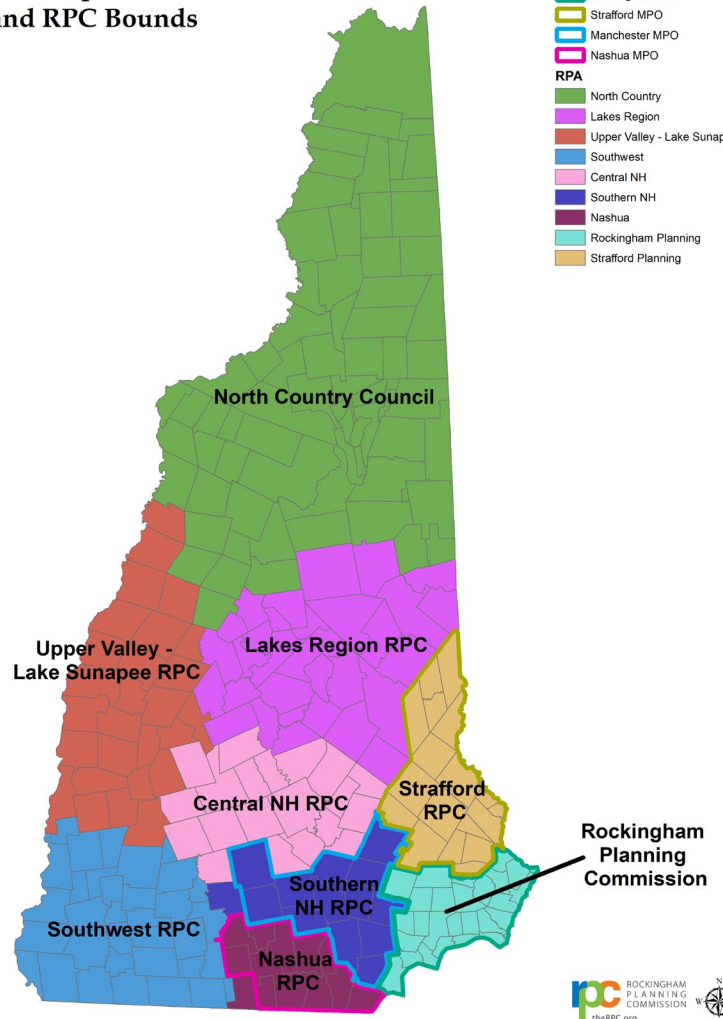 and RPC Bounds
Strafford MPO
Manchester MPO
Nashua MPO
RPA
North Country
Lakes Region
Upper Valley - Lake Sunap
Southwest
Central NH
Southern NH
Nashua
Rockingham Planning
Strafford Planning
North Country Council
Upper Valley -
Lake Sunapee RPC
Lakes Region RPC
Central NH RPC
Strafford
RPC
Rockingham
Planning
Commission
Southern
NH RPC
Southwest RPC
Nashua
RPC
rpc
ROCKINGHAM
PLANNING
COMMISSION
theRPC.org
N
W